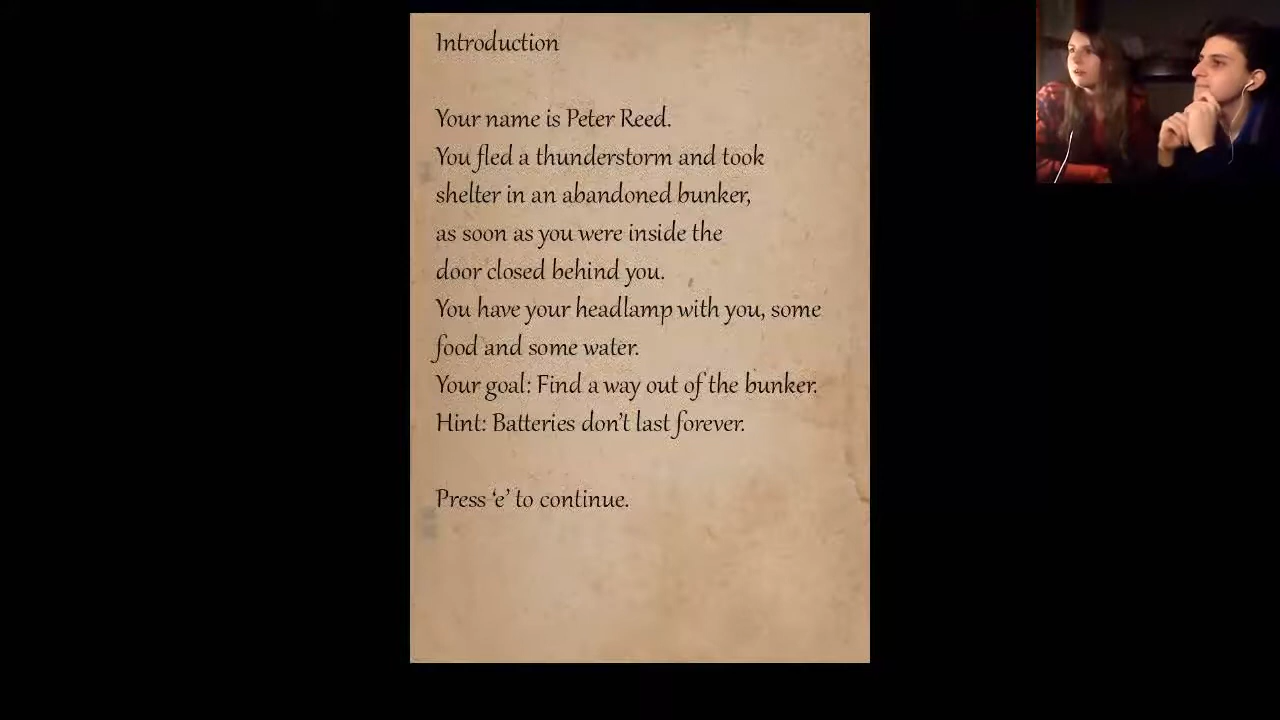 Introduction
Your name is Peter Reed.
You fled a thunderstorm and took
shelter in an abandoned bunker,
as soon as you were inside the
door closed behind you.
You have your headlamp with you, some
food and some water.
Your goal: Find a way out of the bunker.
Hint: Batteries don't last forever.
Press ‘e’ to continue.